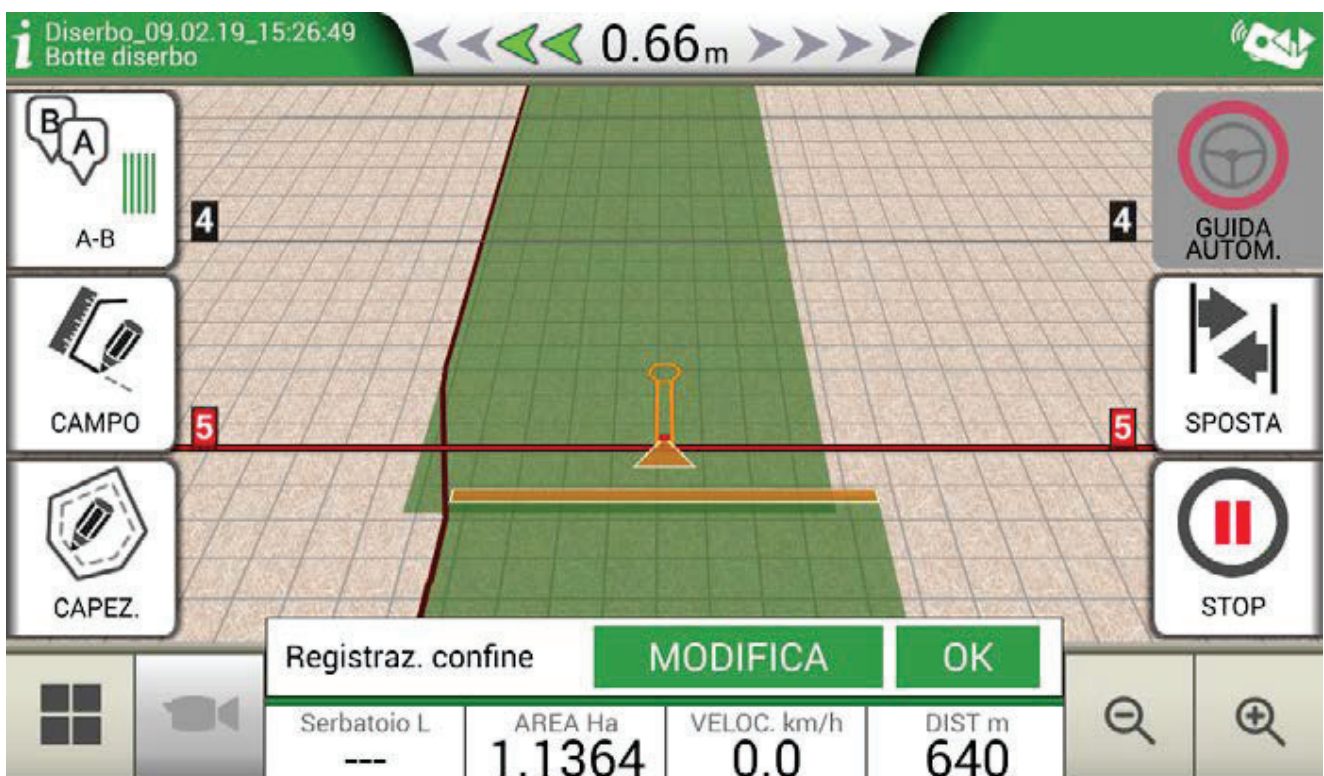 i
Diserbo_09.02.19_15:26:49
Botte diserbo
0.66m
B
A
A-B
4
4
GUIDA
AUTOM.
CAMPO
5
5
SPOSTA
CAPEZ.
STOP
Registraz. confine
MODIFICA
OK
Serbatoio L
AREA Ha
VELOC. km/h
DIST m
---
1.1364
0.0
640